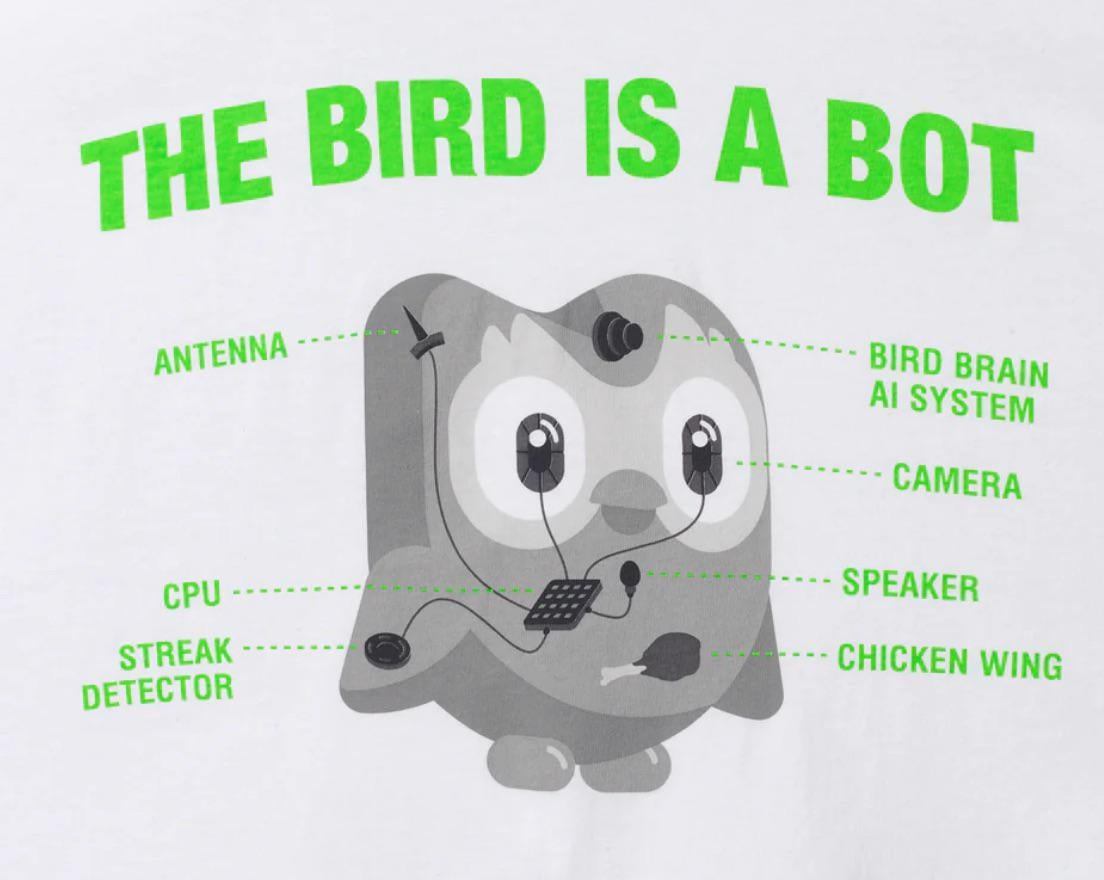 THE BIRD IS A BOT
ANTENNA
BIRD BRAIN
AI SYSTEM
CAMERA
CPU
SPEAKER
STREAK
DETECTOR
CHICKEN WING